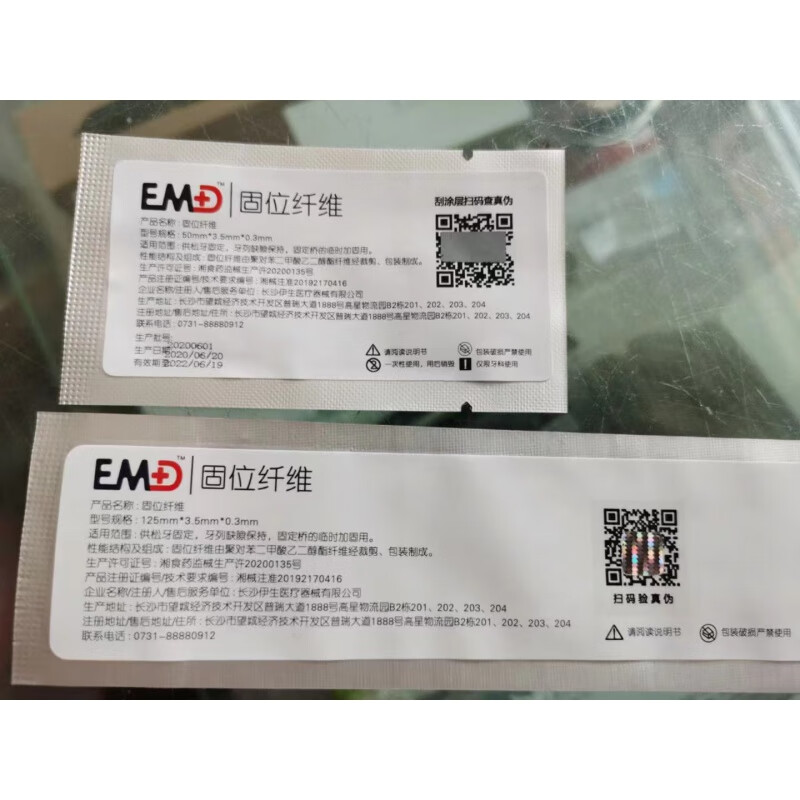 EMD™ 固位纤维
刮涂层扫码查真伪
产品名称：固位纤维
型号规格：50mm*3.5mm*0.3mm
适用范围：供松牙固定，牙列缺隙保持，固定桥的临时加固用。
性能结构及组成：固位纤维由聚对苯二甲酸乙二醇酯纤维经裁剪、包装制成。
生产许可证号：湘食药监械生产许20200135号
产品注册证编号/技术要求编号：湘械注准20192170416
企业名称/注册人/售后服务单位：长沙伊生医疗器械有限公司
生产地址：长沙市望城经济技术开发区普瑞大道1888号高星物流园B2栋201、202、203、204
注册地址/售后地址/住所：长沙市望城经济技术开发区普瑞大道1888号高星物流园B2栋201、202、203、204
联系电话：0731-88880912
生产批号：20200601
生产日期：2020/06/20
有效期至2022/06/19
请阅读说明书 包装破损严禁使用
一次性使用，用后销毁 仅限牙科使用
EMD™ 固位纤维
产品名称：固位纤维
型号规格：125mm*3.5mm*0.3mm
适用范围：供松牙固定，牙列缺隙保持，固定桥的临时加固用。
性能结构及组成：固位纤维由聚对苯二甲酸乙二醇酯纤维经裁剪、包装制成。
生产许可证号：湘食药监械生产许20200135号
产品注册证编号/技术要求编号：湘械注准20192170416
企业名称/注册人/售后服务单位：长沙伊生医疗器械有限公司
生产地址：长沙市望城经济技术开发区普瑞大道1888号高星物流园B2栋201、202、203、204
注册地址/售后地址/住所：长沙市望城经济技术开发区普瑞大道1888号高星物流园B2栋201、202、203、204
联系电话：0731-88880912
扫码验真伪
请阅读说明书 包装破损严禁使用